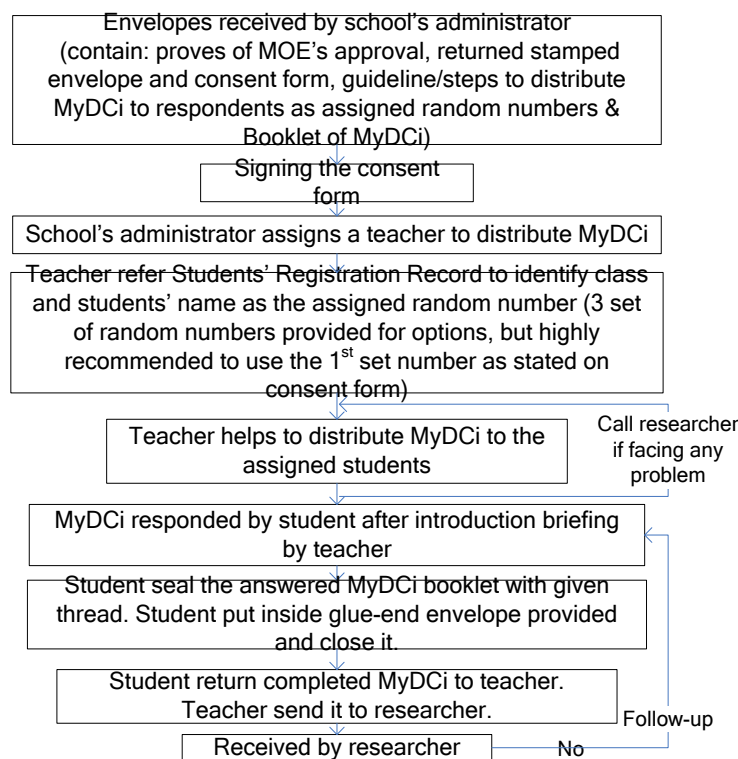 Envelopes received by school's administrator
(contain: proves of MOE's approval, returned stamped
envelope and consent form, guideline/steps to distribute
MyDCi to respondents as assigned random numbers &
Booklet of MyDCi)
Signing the consent
form
School's administrator assigns a teacher to distribute MyDCi
Teacher refer Students' Registration Record to identify class
and students' name as the assigned random number (3 set
of random numbers provided for options, but highly
recommended to use the 1st set number as stated on
consent form)
Teacher helps to distribute MyDCi to the
assigned students
Call researcher
if facing any
problem
MyDCi responded by student after introduction briefing
by teacher
Student seal the answered MyDCi booklet with given
thread. Student put inside glue-end envelope provided
and close it.
Student return completed MyDCi to teacher.
Teacher send it to researcher.
Follow-up
Received by researcher
No